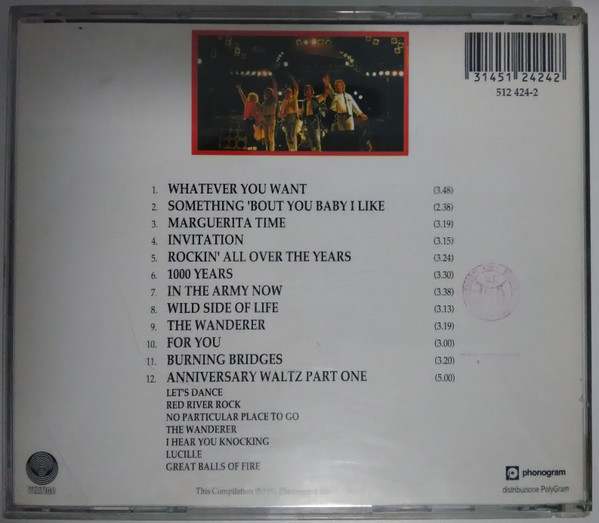 31451 24242
512 424-2
1. WHATEVER YOU WANT (3.48)
2. SOMETHING 'BOUT YOU BABY I LIKE (2.38)
3. MARGUERITA TIME (3.19)
4. INVITATION (3.15)
5. ROCKIN' ALL OVER THE YEARS (3.24)
6. 1000 YEARS (3.30)
7. IN THE ARMY NOW (3.38)
8. WILD SIDE OF LIFE (3.13)
9. THE WANDERER (3.19)
10. FOR YOU (3.00)
11. BURNING BRIDGES (3.20)
12. ANNIVERSARY WALTZ PART ONE (5.00)
LET'S DANCE
RED RIVER ROCK
NO PARTICULAR PLACE TO GO
THE WANDERER
I HEAR YOU KNOCKING
LUCILLE
GREAT BALLS OF FIRE
VERTIGO
phonogram
distribuzione PolyGram
This Compilation Phonogram